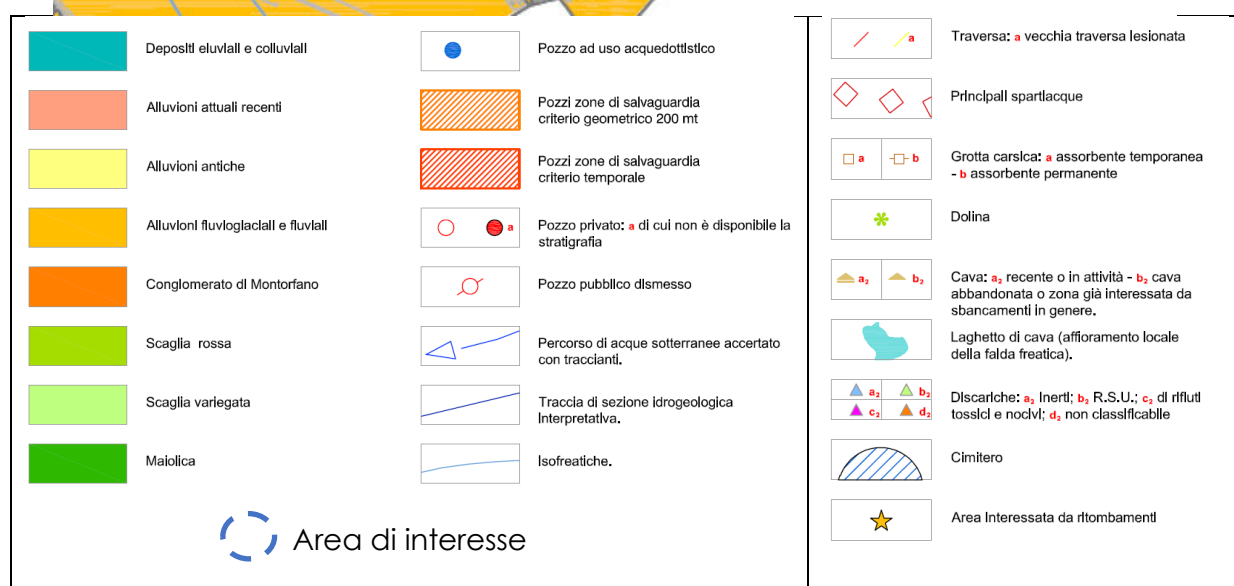 Depositi eluviali e colluviali
Alluvioni attuali recenti
Alluvioni antiche
Alluvioni fluvioglaciali e fluviali
Conglomerato di Montorfano
Scaglia rossa
Scaglia variegata
Maiolica
Pozzo ad uso acquedottistico
Pozzi zone di salvaguardia
criterio geometrico 200 mt
Pozzi zone di salvaguardia
criterio temporale
a
Pozzo privato: a di cui non è disponibile la
stratigrafia
Pozzo pubblico dismesso
Percorso di acque sotterranee accertato
con traccianti.
Traccia di sezione idrogeologica
Interpretativa.
Isofreatiche.
Area di interesse
a
Traversa: a vecchia traversa lesionata
Principali spartiacque
a b
Grotta carsica: a assorbente temporanea
- b assorbente permanente
Dolina
a₂ b₂
Cava: a₂ recente o in attività - b₂ cava
abbandonata o zona già interessata da
sbancamenti in genere.
Laghetto di cava (affioramento locale
della falda freatica).
a₂ b₂
c₂ d₂
Discariche: a₂ Inerti; b₂ R.S.U.; c₂ di rifiuti
tossici e nocivi; d₂ non classificabile
Cimitero
Area Interessata da ritombamenti